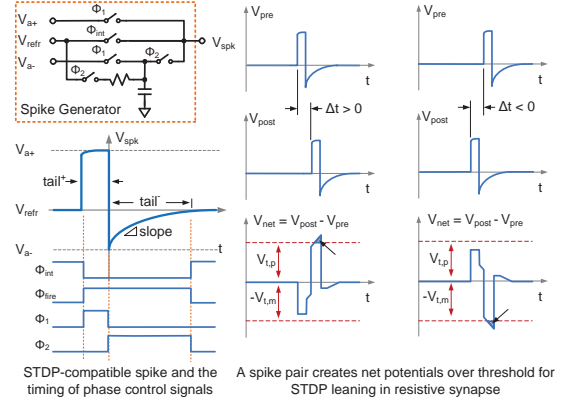 Φ1
Va+
Φint
Vrefr
Φ1
Φ2
Vspk
Va-
Φ2
Spike Generator
Vspk
Va+
tail+
tail-
Vrefr
slope
Va-
t
Φint
Φfire
Φ1
Φ2
STDP-compatible spike and the
timing of phase control signals
Vpre
t
Δt > 0
Vpost
t
Vnet = Vpost - Vpre
Vt,p
-Vt,m
t
Vpre
t
Δt < 0
Vpost
t
Vnet = Vpost - Vpre
Vt,p
-Vt,m
t
A spike pair creates net potentials over threshold for
STDP leaning in resistive synapse